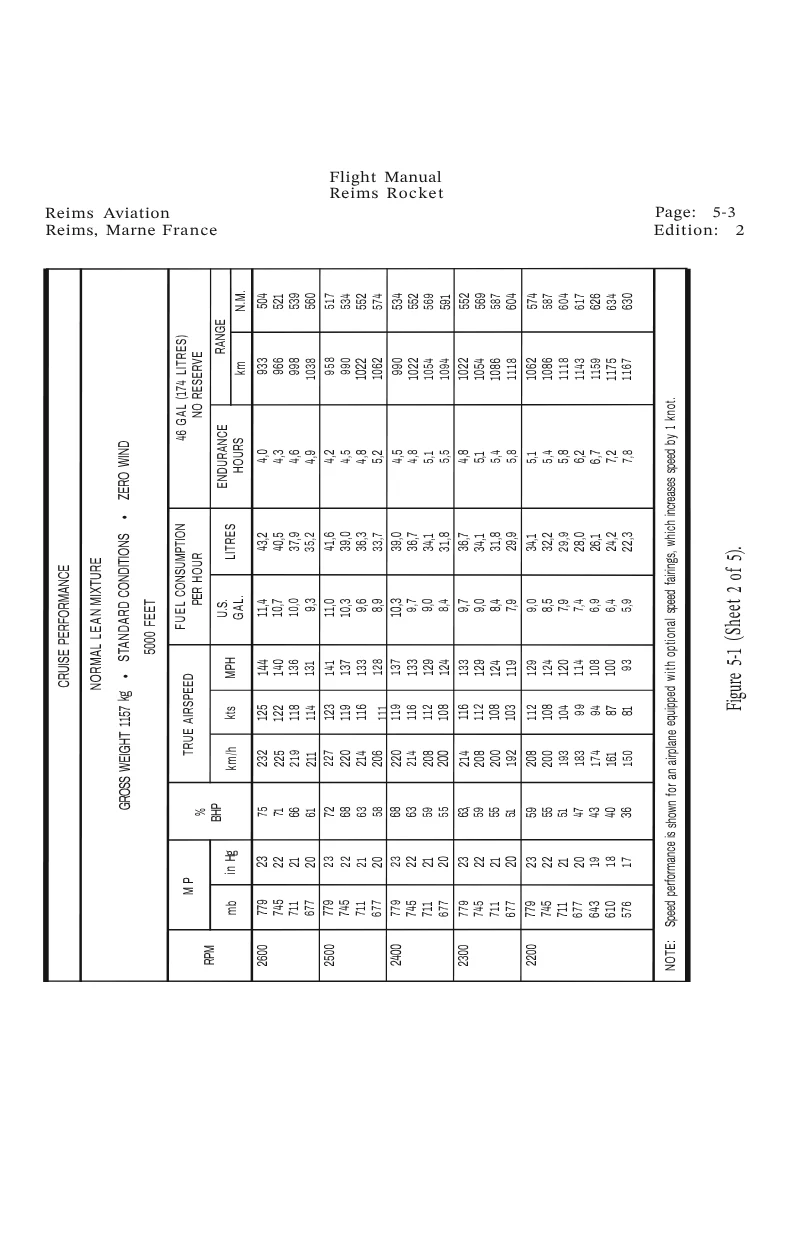 Flight Manual
Reims Rocket
Reims Aviation
Reims, Marne France
Page: 5-3
Edition: 2
CRUISE PERFORMANCE
NORMAL LEAN MIXTURE
GROSS WEIGHT 1157 kg • STANDARD CONDITIONS • ZERO WIND
5000 FEET
RPM M P % BHP TRUE AIRSPEED FUEL CONSUMPTION PER HOUR 46 GAL (174 LITRES) NO RESERVE
ENDURANCE HOURS RANGE
mb in Hg km/h kts MPH U.S. GAL. LITRES km N.M.
2600 779 23 75 232 125 144 11,4 43,2 4,0 933 504
745 22 71 225 122 140 10,7 40,5 4,3 966 521
711 21 66 219 118 136 10,0 37,9 4,6 998 539
677 20 61 211 114 131 9,3 35,2 4,9 1038 560
2500 779 23 72 227 123 141 11,0 41,6 4,2 958 517
745 22 68 220 119 137 10,3 39,0 4,5 990 534
711 21 63 214 116 133 9,6 36,3 4,8 1022 552
677 20 58 206 111 128 8,9 33,7 5,2 1062 574
2400 779 23 68 220 119 137 10,3 39,0 4,5 990 534
745 22 63 214 116 133 9,7 36,7 4,8 1022 552
711 21 59 208 112 129 9,0 34,1 5,1 1054 569
677 20 55 200 108 124 8,4 31,8 5,5 1094 591
2300 779 23 63, 214 116 133 9,7 36,7 4,8 1022 552
745 22 59 208 112 129 9,0 34,1 5,1 1054 569
711 21 55 200 108 124 8,4 31,8 5,4 1086 587
677 20 51 192 103 119 7,9 29,9 5,8 1118 604
2200 779 23 59 208 112 129 9,0 34,1 5,1 1062 574
745 22 55 200 108 124 8,5 32,2 5,4 1086 587
711 21 51 193 104 120 7,9 29,9 5,8 1118 604
677 20 47 183 99 114 7,4 28,0 6,2 1143 617
643 19 43 174 94 108 6,9 26,1 6,7 1159 626
610 18 40 161 87 100 6,4 24,2 7,2 1175 634
576 17 36 150 81 93 5,9 22,3 7,8 1167 630
NOTE: Speed performance is shown for an airplane equipped with optional speed fairings, which increases speed by 1 knot.
Figure 5-1 (Sheet 2 of 5).